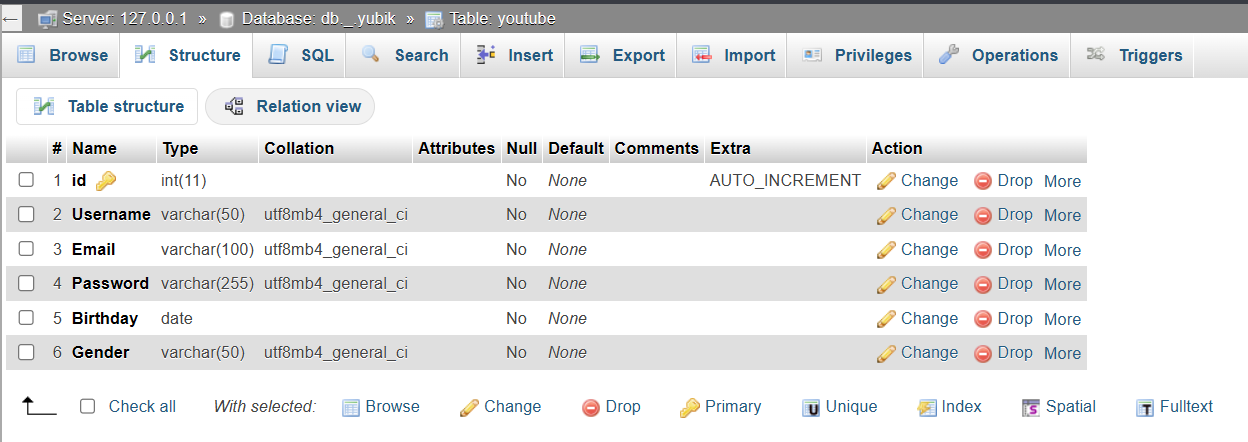 ← Server: 127.0.0.1 » Database: db._.yubik » Table: youtube
Browse Structure SQL Search Insert Export Import Privileges Operations Triggers
Table structure Relation view
# Name Type Collation Attributes Null Default Comments Extra Action
1 id int(11) No None AUTO_INCREMENT Change Drop More
2 Username varchar(50) utf8mb4_general_ci No None Change Drop More
3 Email varchar(100) utf8mb4_general_ci No None Change Drop More
4 Password varchar(255) utf8mb4_general_ci No None Change Drop More
5 Birthday date No None Change Drop More
6 Gender varchar(50) utf8mb4_general_ci No None Change Drop More
Check all With selected: Browse Change Drop Primary U Unique Index S Spatial T Fulltext